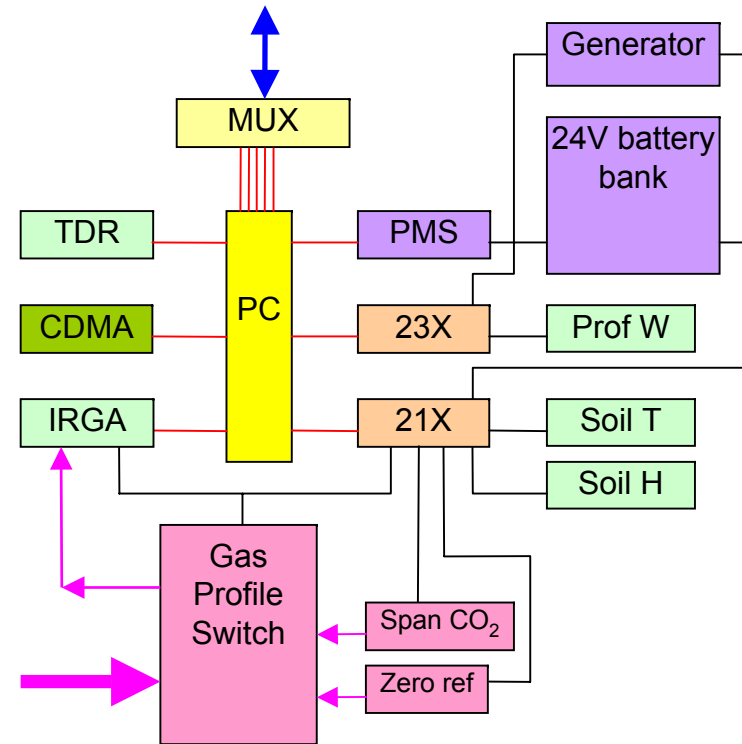 Generator
MUX
24V battery
bank
TDR
PMS
PC
CDMA
23X
Prof W
IRGA
21X
Soil T
Soil H
Gas
Profile
Switch
Span CO₂
Zero ref